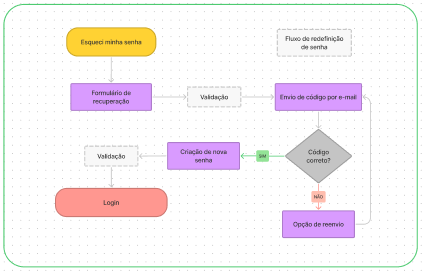 Esqueci minha senha
Fluxo de redefinição
de senha
Formulário de
recuperação
Validação
Envio de código por e-mail
Validação
Criação de nova
senha
SIM
Código
correto?
NÃO
Login
Opção de reenvio